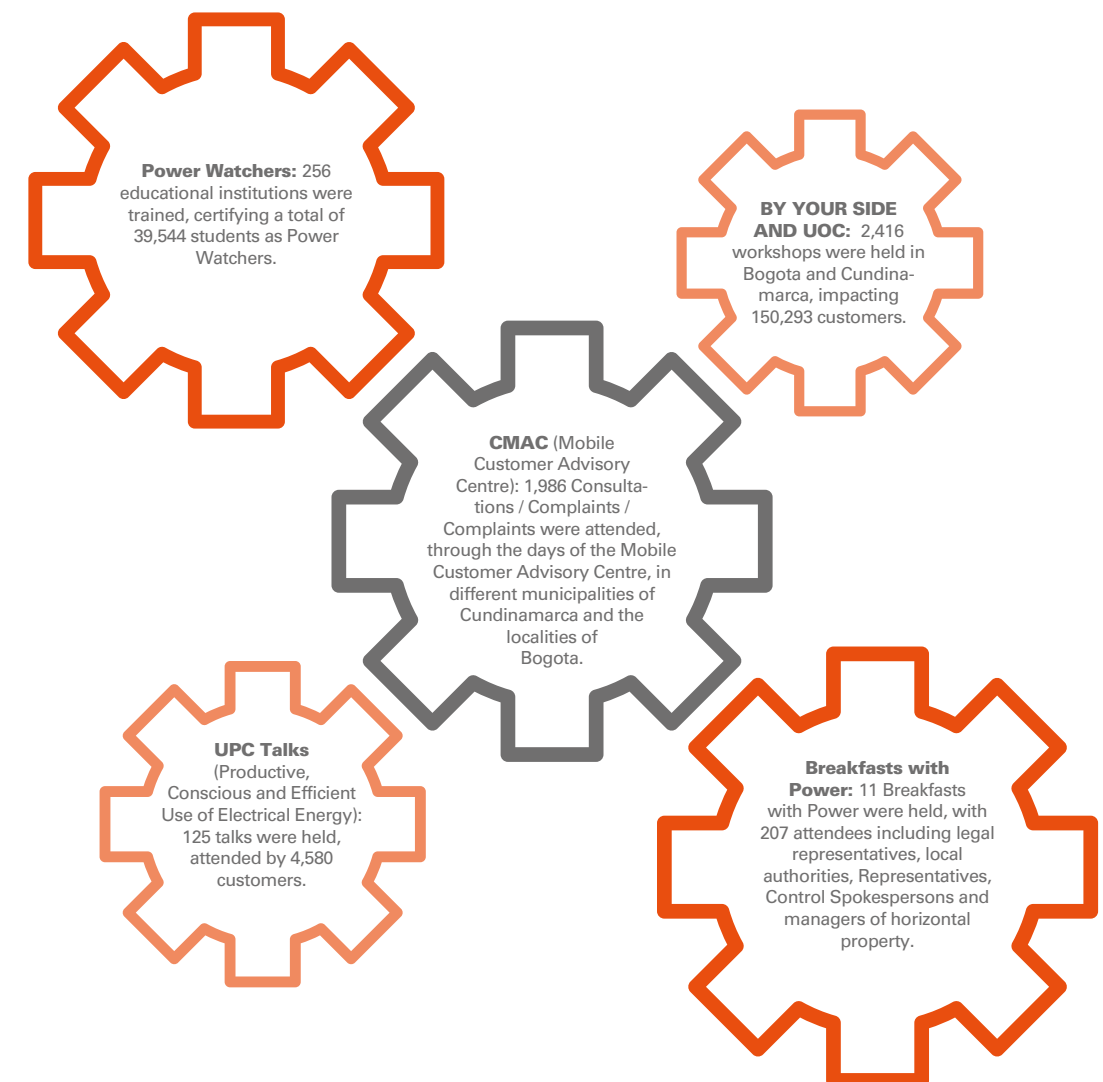 Power Watchers: 256
educational institutions were
trained, certifying a total of
39,544 students as Power
Watchers.
BY YOUR SIDE
AND UOC: 2,416
workshops were held in
Bogota and Cundina-
marca, impacting
150,293 customers.
CMAC (Mobile
Customer Advisory
Centre): 1,986 Consulta-
tions / Complaints /
Complaints were attended,
through the days of the Mobile
Customer Advisory Centre, in
different municipalities of
Cundinamarca and the
localities of
Bogota.
UPC Talks
(Productive,
Conscious and Efficient
Use of Electrical Energy):
125 talks were held,
attended by 4,580
customers.
Breakfasts with
Power: 11 Breakfasts
with Power were held, with
207 attendees including legal
representatives, local
authorities, Representatives,
Control Spokespersons and
managers of horizontal
property.